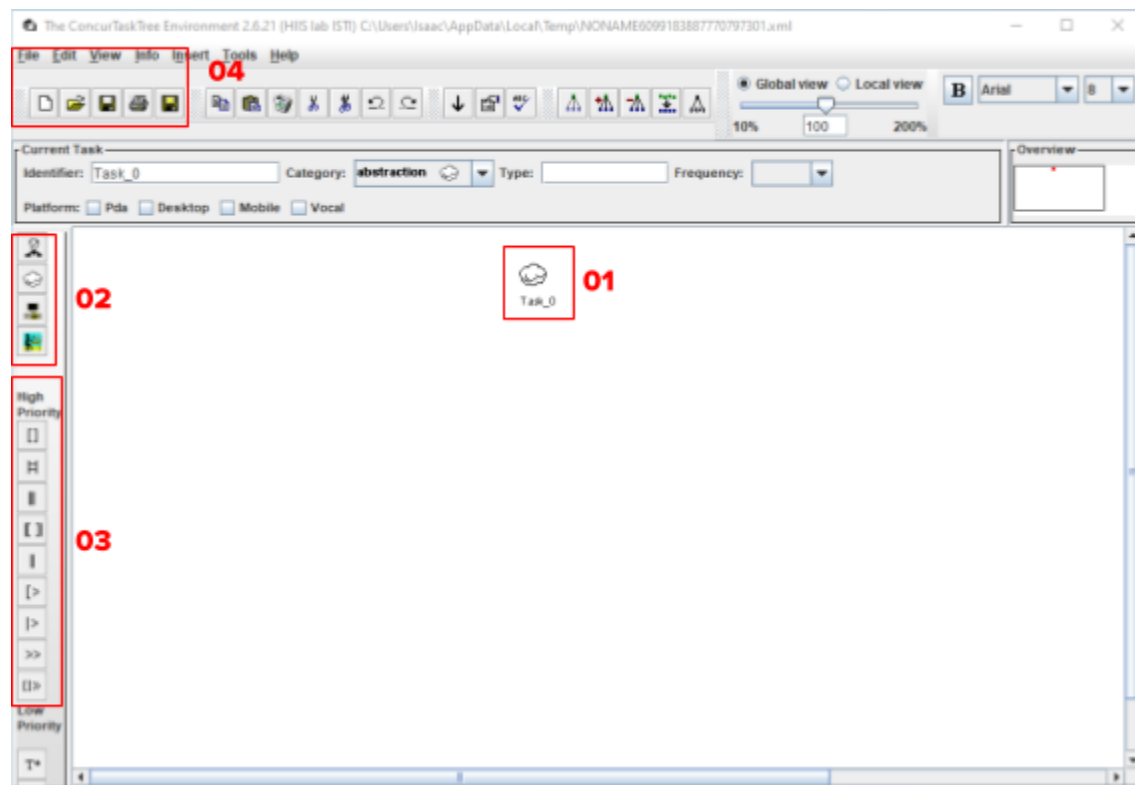 The ConcurTaskTree Environment 2.6.21 (HIIS lab ISTI) C:\Users\Isaac\AppData\Local\Temp\NONAME6099183887770797301.xml
File Edit View Info Insert Tools Help
04
Global view Local view
B Arial 8
10% 100 200%
Current Task
Overview
Identifier: Task_0 Category: abstraction Type: Frequency:
Platform: Pda Desktop Mobile Vocal
01
Task_0
02
High
Priority
[]
[ ]
03
[>
|>
>>
[]»
Low
Priority
T*